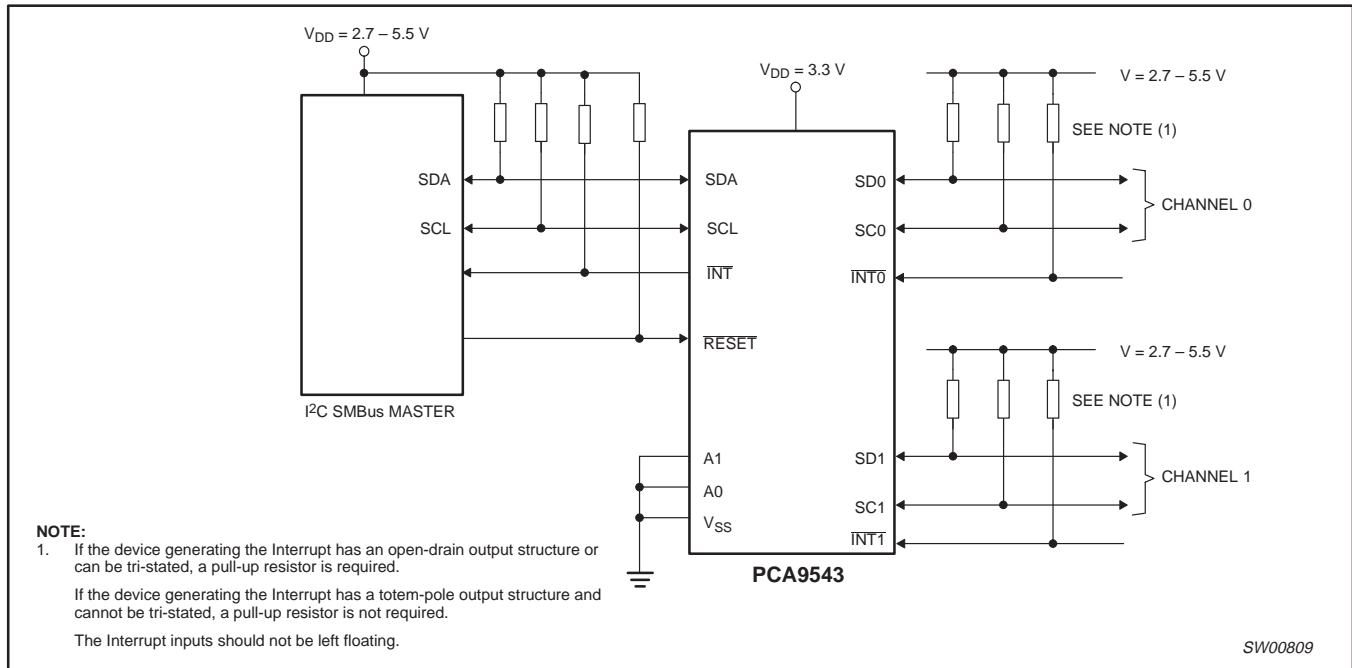 V_DD = 2.7 – 5.5 V
V_DD = 3.3 V
V = 2.7 – 5.5 V
SEE NOTE (1)
SDA
SDA
SD0
CHANNEL 0
SCL
SCL
SC0
INT
INT0
RESET
V = 2.7 – 5.5 V
I²C SMBus MASTER
SEE NOTE (1)
A1
SD1
CHANNEL 1
A0
SC1
V_SS
INT1
PCA9543
NOTE:
1. If the device generating the Interrupt has an open-drain output structure or
can be tri-stated, a pull-up resistor is required.
If the device generating the Interrupt has a totem-pole output structure and
cannot be tri-stated, a pull-up resistor is not required.
The Interrupt inputs should not be left floating.
SW00809